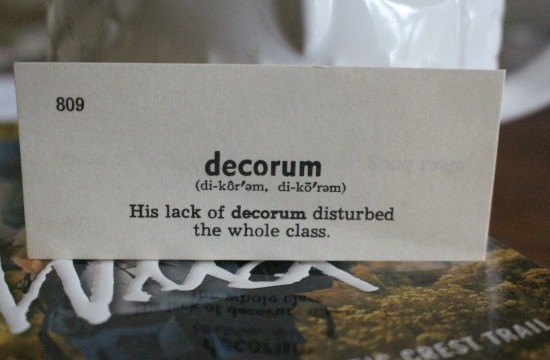 809
decorum
(di-kôr′əm, di-kō′rəm)
His lack of decorum disturbed
the whole class.
CREST TRAIL